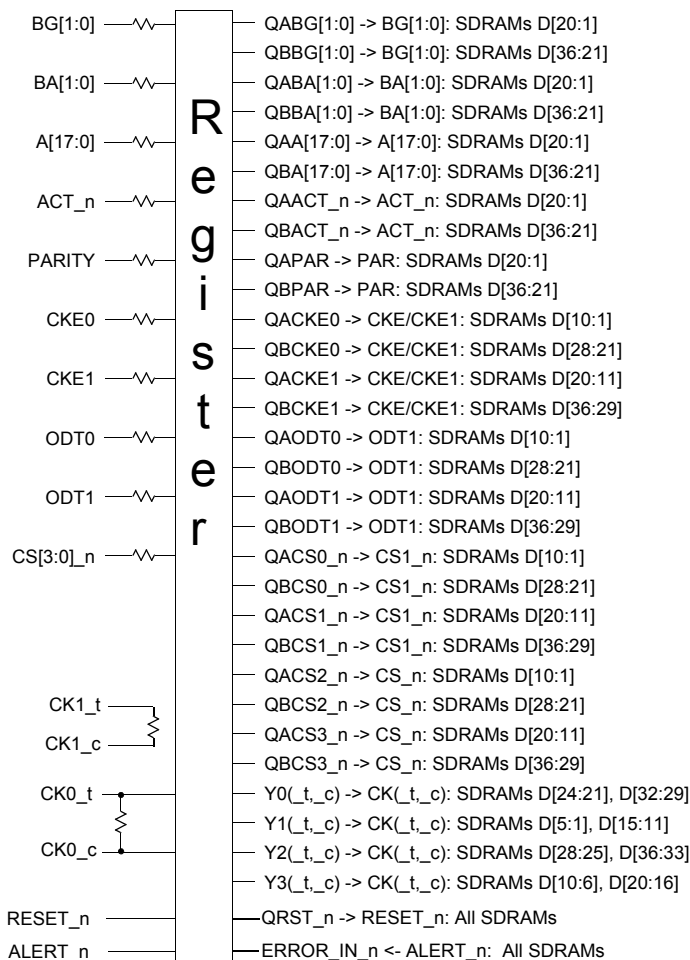 BG[1:0]
QABG[1:0] -> BG[1:0]: SDRAMs D[20:1]
QBBG[1:0] -> BG[1:0]: SDRAMs D[36:21]
BA[1:0]
QABA[1:0] -> BA[1:0]: SDRAMs D[20:1]
QBBA[1:0] -> BA[1:0]: SDRAMs D[36:21]
A[17:0]
QAA[17:0] -> A[17:0]: SDRAMs D[20:1]
QBA[17:0] -> A[17:0]: SDRAMs D[36:21]
ACT_n
QAACT_n -> ACT_n: SDRAMs D[20:1]
QBACT_n -> ACT_n: SDRAMs D[36:21]
PARITY
QAPAR -> PAR: SDRAMs D[20:1]
QBPAR -> PAR: SDRAMs D[36:21]
CKE0
QACKE0 -> CKE/CKE1: SDRAMs D[10:1]
QBCKE0 -> CKE/CKE1: SDRAMs D[28:21]
CKE1
QACKE1 -> CKE/CKE1: SDRAMs D[20:11]
QBCKE1 -> CKE/CKE1: SDRAMs D[36:29]
ODT0
QAODT0 -> ODT1: SDRAMs D[10:1]
QBODT0 -> ODT1: SDRAMs D[28:21]
ODT1
QAODT1 -> ODT1: SDRAMs D[20:11]
QBODT1 -> ODT1: SDRAMs D[36:29]
CS[3:0]_n
QACS0_n -> CS1_n: SDRAMs D[10:1]
QBCS0_n -> CS1_n: SDRAMs D[28:21]
QACS1_n -> CS1_n: SDRAMs D[20:11]
QBCS1_n -> CS1_n: SDRAMs D[36:29]
QACS2_n -> CS_n: SDRAMs D[10:1]
CK1_t
QBCS2_n -> CS_n: SDRAMs D[28:21]
QACS3_n -> CS_n: SDRAMs D[20:11]
CK1_c
QBCS3_n -> CS_n: SDRAMs D[36:29]
CK0_t
Y0(_t,_c) -> CK(_t,_c): SDRAMs D[24:21], D[32:29]
Y1(_t,_c) -> CK(_t,_c): SDRAMs D[5:1], D[15:11]
CK0_c
Y2(_t,_c) -> CK(_t,_c): SDRAMs D[28:25], D[36:33]
Y3(_t,_c) -> CK(_t,_c): SDRAMs D[10:6], D[20:16]
RESET_n
QRST_n -> RESET_n: All SDRAMs
ALERT_n
ERROR_IN_n <- ALERT_n: All SDRAMs
Register